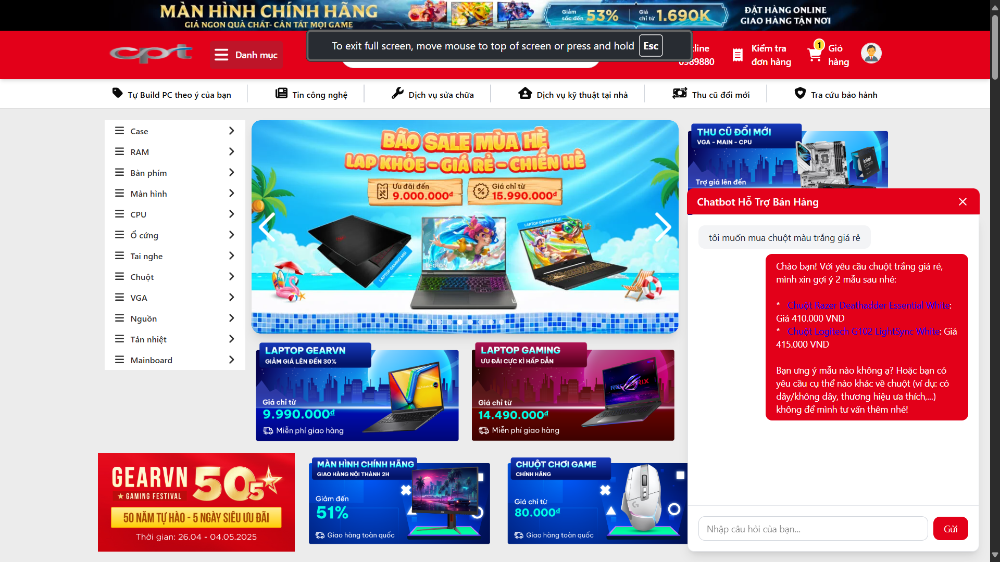 MÀN HÌNH CHÍNH HÃNG
GIÁ NGON QUÀ CHẤT- CÂN TẤT MỌI GAME
Giảm sốc đến 53%
Giá chỉ từ 1.690K
ĐẶT HÀNG ONLINE
GIAO HÀNG TẬN NƠI
cpt
Danh mục
To exit full screen, move mouse to top of screen or press and hold Esc
Kiểm tra
đơn hàng
1
Giỏ
hàng
Tự Build PC theo ý của bạn
Tin công nghệ
Dịch vụ sửa chữa
Dịch vụ kỹ thuật tại nhà
Thu cũ đổi mới
Tra cứu bảo hành
Case
RAM
Bàn phím
Màn hình
CPU
Ổ cứng
Tai nghe
Chuột
VGA
Nguồn
Tản nhiệt
Mainboard
BÃO SALE MÙA HÈ
LAP KHỎE - GIÁ RẺ - CHIẾN HÈ
Ưu đãi đến
9.000.000đ
Giá chỉ từ
15.990.000đ
LAPTOP GAMING MSI
LEGION
LAPTOP GAMING TUF
THU CŨ ĐỔI MỚI
VGA - MAIN - CPU
intel
CORE
Trợ giá lên đến
LAPTOP GEARVN
GIẢM GIÁ LÊN ĐẾN 30%
Giá chỉ từ
9.990.000đ
Miễn phí giao hàng
LAPTOP GAMING
ƯU ĐÃI CỰC KÌ HẤP DẪN
Giá chỉ từ
14.490.000đ
Miễn phí giao hàng
GEARVN
GAMING FESTIVAL
50
5
50 NĂM TỰ HÀO - 5 NGÀY SIÊU ƯU ĐÃI
Thời gian: 26.04 - 04.05.2025
MÀN HÌNH CHÍNH HÃNG
GIAO HÀNG NỘI THÀNH 2H
Giảm đến
51%
Giao hàng toàn quốc
CHUỘT CHƠI GAME
CHÍNH HÃNG
Giá chỉ từ
80.000đ
Giao hàng toàn quốc
Chatbot Hỗ Trợ Bán Hàng
tôi muốn mua chuột màu trắng giá rẻ
Chào bạn! Với yêu cầu chuột trắng giá rẻ,
mình xin gợi ý 2 mẫu sau nhé:
* Chuột Razer Deathadder Essential White:
Giá 410.000 VND
* Chuột Logitech G102 LightSync White: Giá
415.000 VND
Bạn ưng ý mẫu nào không ạ? Hoặc bạn có
yêu cầu cụ thể nào khác về chuột (ví dụ: có
dây/không dây, thương hiệu ưa thích,...)
không để mình tư vấn thêm nhé!
Nhập câu hỏi của bạn...
Gửi